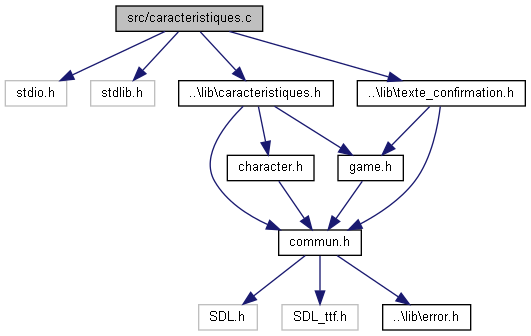 src/caracteristiques.c
stdio.h
stdlib.h
..\lib\caracteristiques.h
..\lib\texte_confirmation.h
character.h
game.h
commun.h
SDL.h
SDL_ttf.h
..\lib\error.h